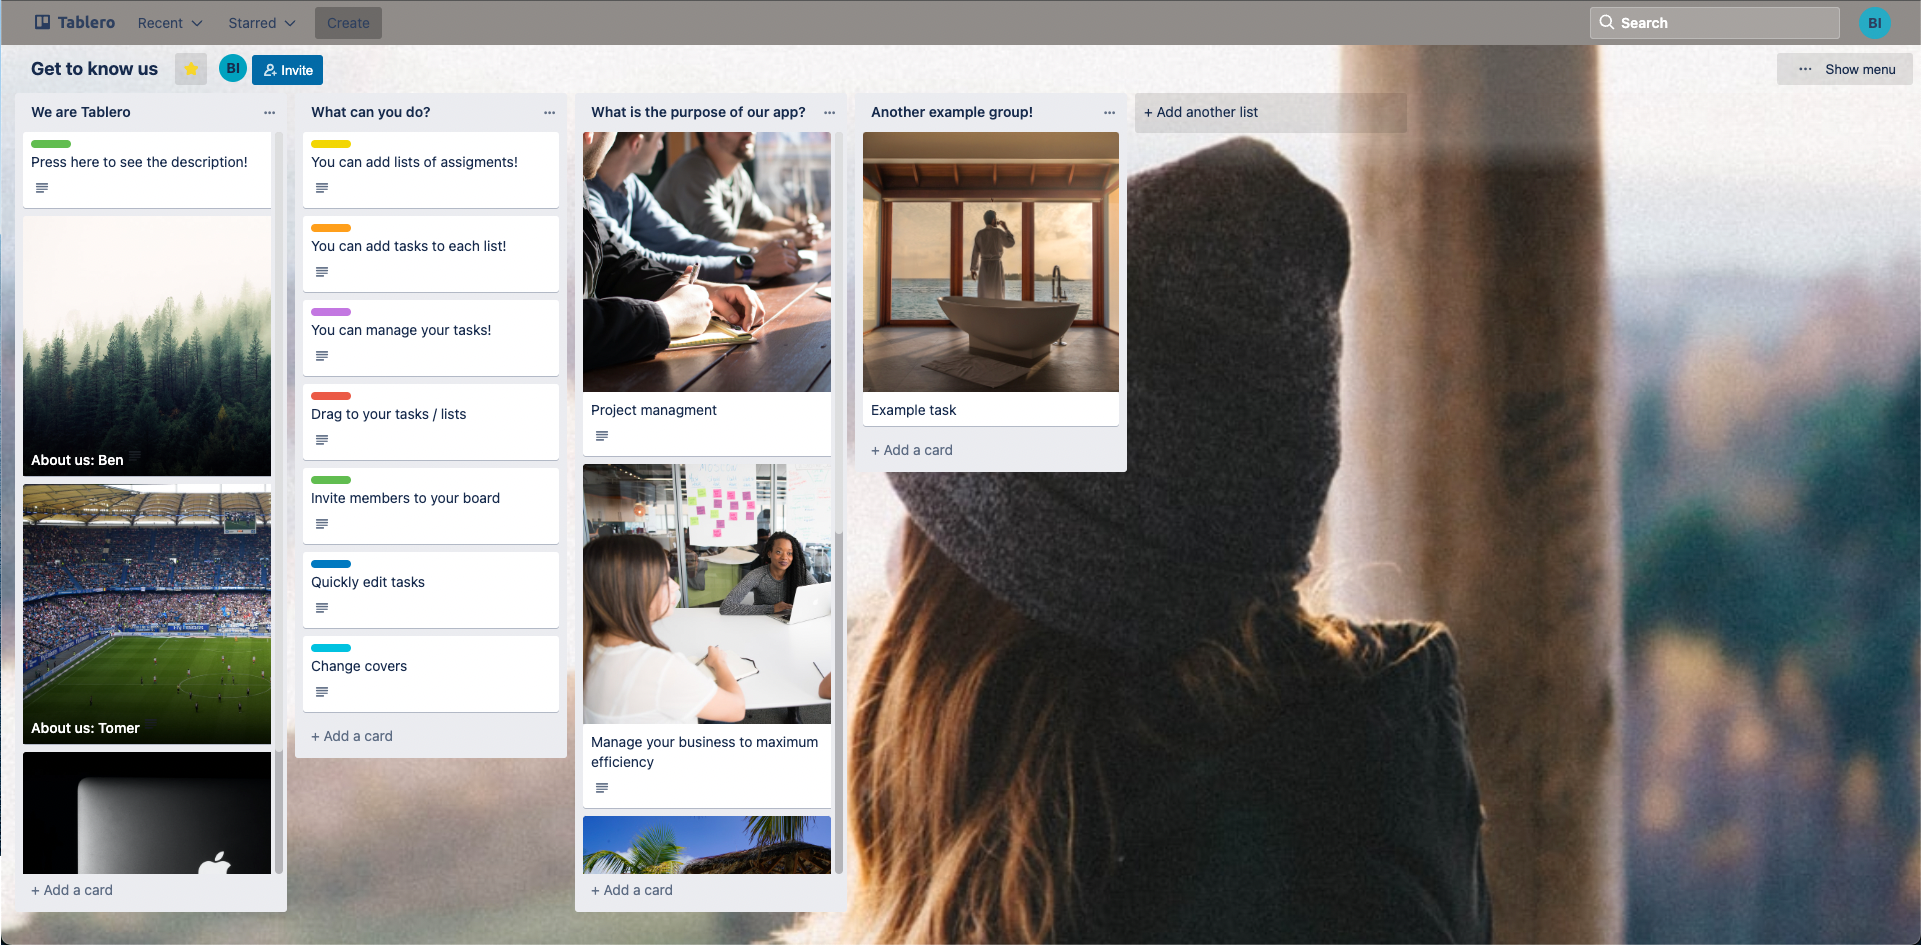 Tablero Recent Starred Create Search BI
Get to know us BI Invite ... Show menu
We are Tablero ...
Press here to see the description!
About us: Ben
About us: Tomer
+ Add a card
What can you do? ...
You can add lists of assigments!
You can add tasks to each list!
You can manage your tasks!
Drag to your tasks / lists
Invite members to your board
Quickly edit tasks
Change covers
+ Add a card
What is the purpose of our app? ...
Project managment
Manage your business to maximum
efficiency
+ Add a card
Another example group! ...
Example task
+ Add a card
+ Add another list